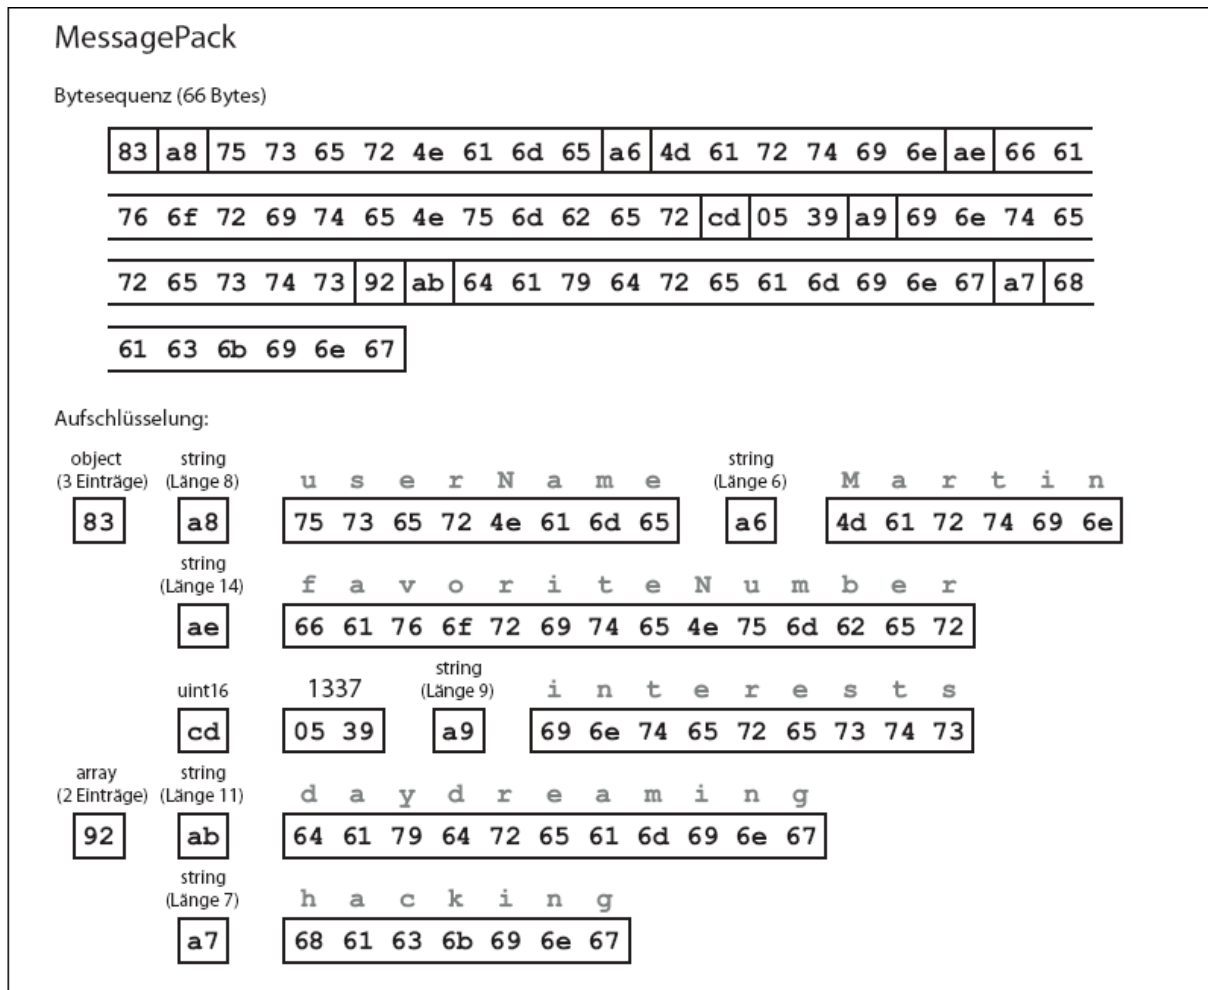 MessagePack
Bytesequenz (66 Bytes)
83 a8 75 73 65 72 4e 61 6d 65 a6 4d 61 72 74 69 6e ae 66 61
76 6f 72 69 74 65 4e 75 6d 62 65 72 cd 05 39 a9 69 6e 74 65
72 65 73 74 73 92 ab 64 61 79 64 72 65 61 6d 69 6e 67 a7 68
61 63 6b 69 6e 67
Aufschlüsselung:
object string string
(3 Einträge) (Länge 8) u s e r N a m e (Länge 6) M a r t i n
83 a8 75 73 65 72 4e 61 6d 65 a6 4d 61 72 74 69 6e
string
(Länge 14) f a v o r i t e N u m b e r
ae 66 61 76 6f 72 69 74 65 4e 75 6d 62 65 72
string
uint16 1337 (Länge 9) i n t e r e s t s
cd 05 39 a9 69 6e 74 65 72 65 73 74 73
array string
(2 Einträge) (Länge 11) d a y d r e a m i n g
92 ab 64 61 79 64 72 65 61 6d 69 6e 67
string
(Länge 7) h a c k i n g
a7 68 61 63 6b 69 6e 67